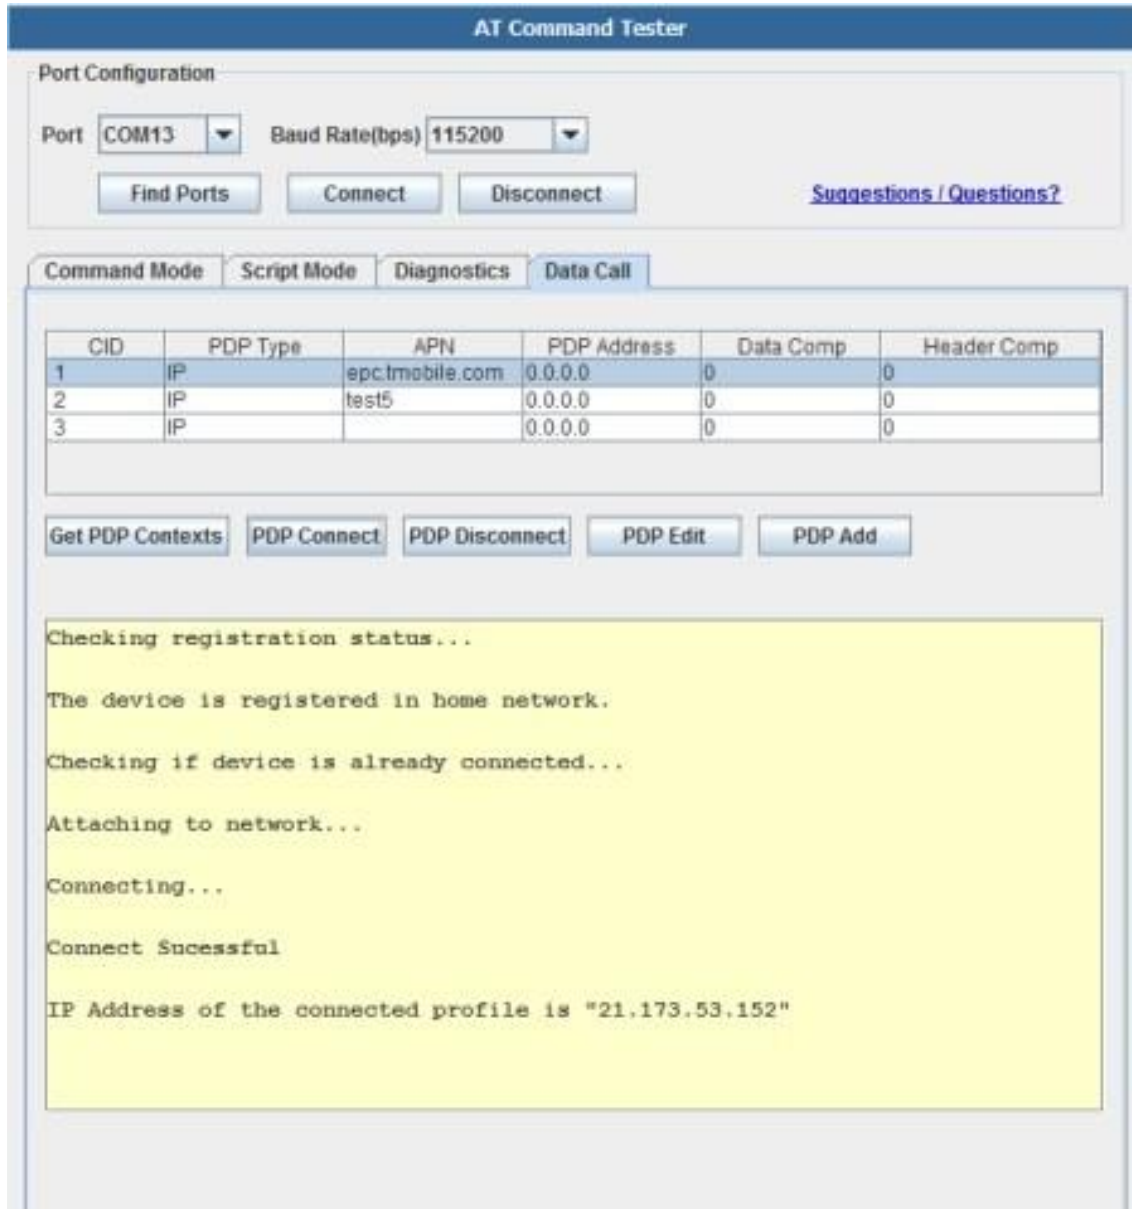 AT Command Tester
Port Configuration
Port COM13 Baud Rate(bps) 115200
Find Ports Connect Disconnect Suggestions / Questions?
Command Mode Script Mode Diagnostics Data Call
CID PDP Type APN PDP Address Data Comp Header Comp
1 IP epc.tmobile.com 0.0.0.0 0 0
2 IP test5 0.0.0.0 0 0
3 IP 0.0.0.0 0 0
Get PDP Contexts PDP Connect PDP Disconnect PDP Edit PDP Add
Checking registration status...
The device is registered in home network.
Checking if device is already connected...
Attaching to network...
Connecting...
Connect Sucessful
IP Address of the connected profile is "21.173.53.152"